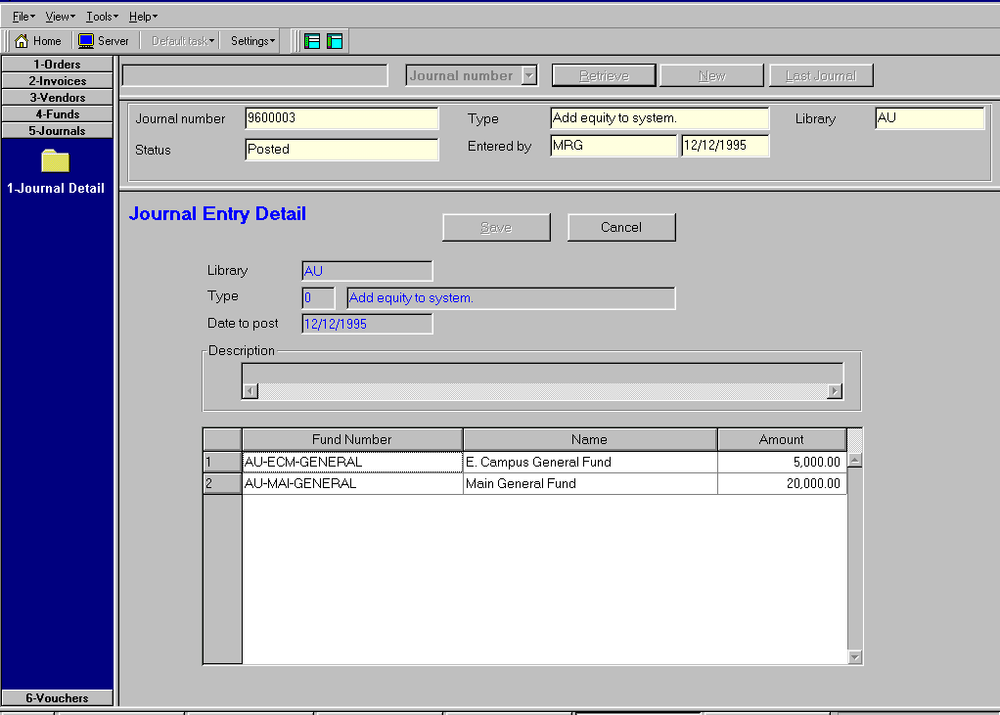 File View Tools Help
Home Server Default task Settings
1-Orders
2-Invoices
3-Vendors
4-Funds
5-Journals
1-Journal Detail
6-Vouchers
Journal number Retrieve New Last Journal
Journal number 9600003 Type Add equity to system. Library AU
Status Posted Entered by MRG 12/12/1995
Journal Entry Detail
Save Cancel
Library AU
Type 0 Add equity to system.
Date to post 12/12/1995
Description
Fund Number Name Amount
1 AU-ECM-GENERAL E. Campus General Fund 5,000.00
2 AU-MAI-GENERAL Main General Fund 20,000.00